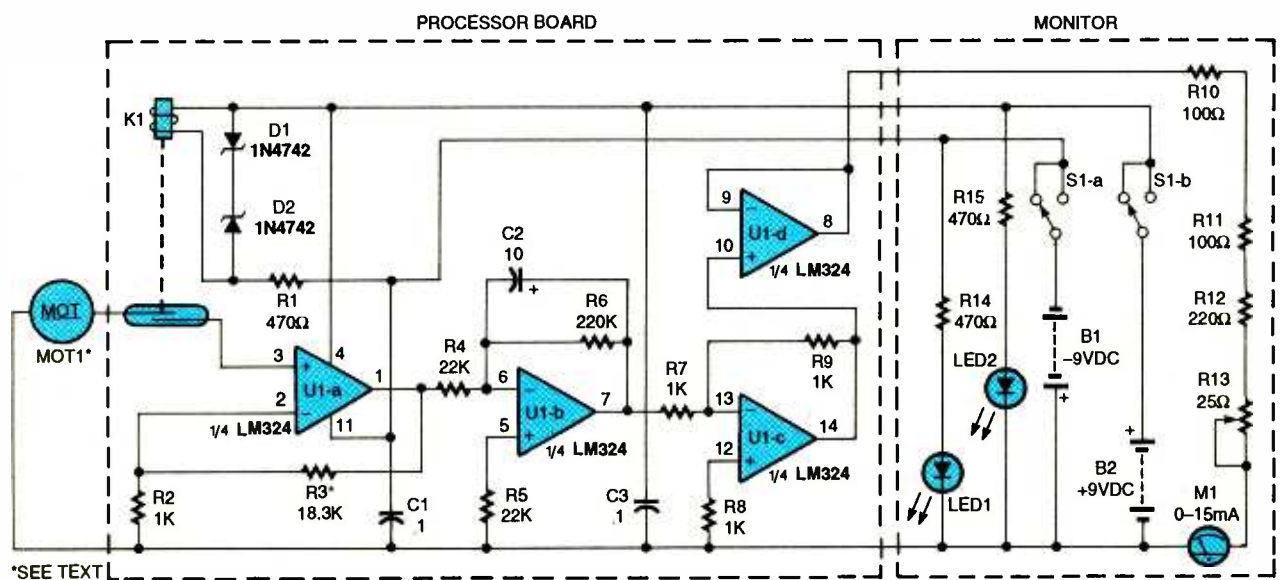 PROCESSOR BOARD
MONITOR
K1
D1
1N4742
D2
1N4742
R1
470Ω
MOT
MOT1*
3
+
4
U1-a
1
2
−
11
1/4 LM324
R2
1K
R3*
18.3K
C1
1
R4
22K
C2
10
+
R6
220K
6
−
U1-b
7
5
+
1/4 LM324
R5
22K
C3
1
R7
1K
9
−
U1-d
8
10
+
1/4 LM324
R9
1K
13
−
U1-c
14
12
+
1/4 LM324
R8
1K
R10
100Ω
R15
470Ω
S1-a
S1-b
R11
100Ω
R14
470Ω
LED2
B1
−9VDC
+
R12
220Ω
R13
25Ω
LED1
+
B2
+9VDC
M1
0–15mA
*SEE TEXT